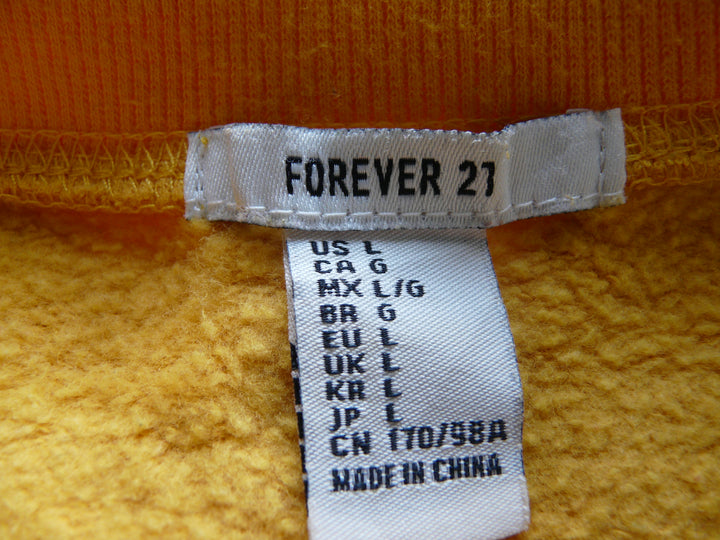 FOREVER 21
US L
CA G
MX L/G
BR G
EU L
UK L
KR L
JP L
CN 170/98A
MADE IN CHINA